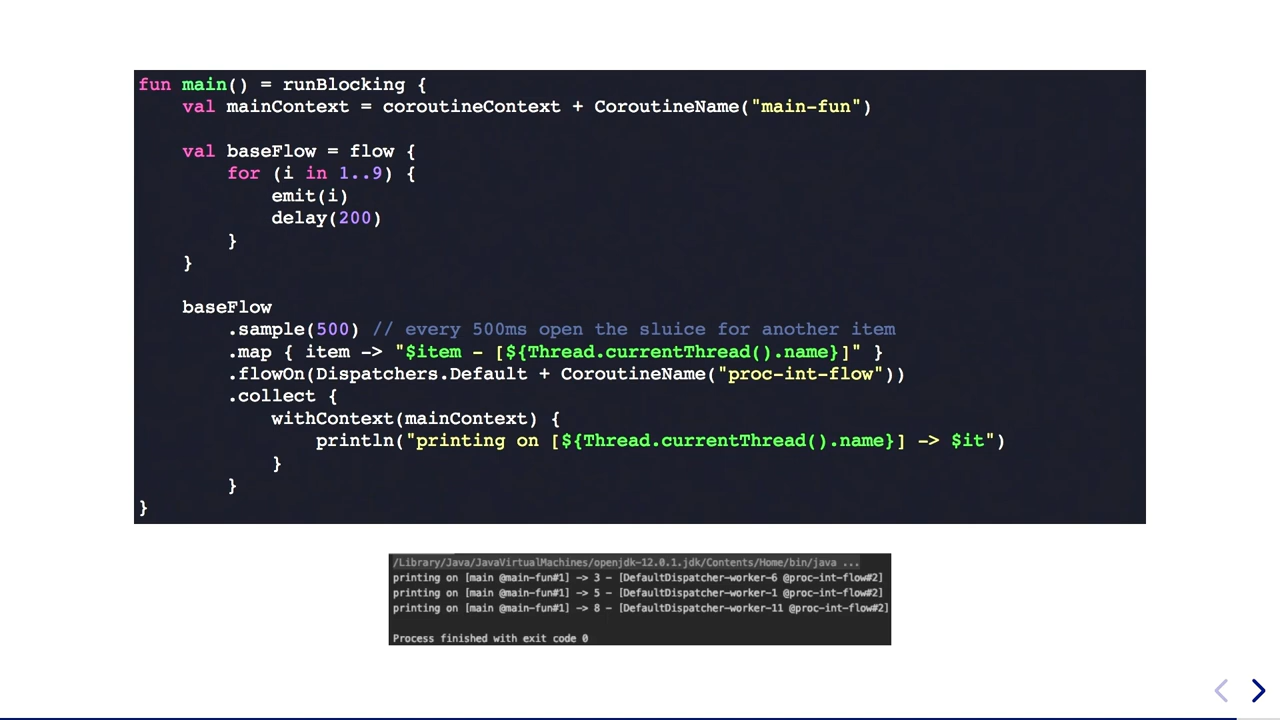 fun main() = runBlocking {
    val mainContext = coroutineContext + CoroutineName("main-fun")

    val baseFlow = flow {
        for (i in 1..9) {
            emit(i)
            delay(200)
        }
    }

    baseFlow
        .sample(500) // every 500ms open the sluice for another item
        .map { item -> "$item - [${Thread.currentThread().name}]" }
        .flowOn(Dispatchers.Default + CoroutineName("proc-int-flow"))
        .collect {
            withContext(mainContext) {
                println("printing on [${Thread.currentThread().name}] -> $it")
            }
        }
}
/Library/Java/JavaVirtualMachines/openjdk-12.0.1.jdk/Contents/Home/bin/java ...
printing on [main @main-fun#1] -> 3 - [DefaultDispatcher-worker-6 @proc-int-flow#2]
printing on [main @main-fun#1] -> 5 - [DefaultDispatcher-worker-1 @proc-int-flow#2]
printing on [main @main-fun#1] -> 8 - [DefaultDispatcher-worker-11 @proc-int-flow#2]

Process finished with exit code 0